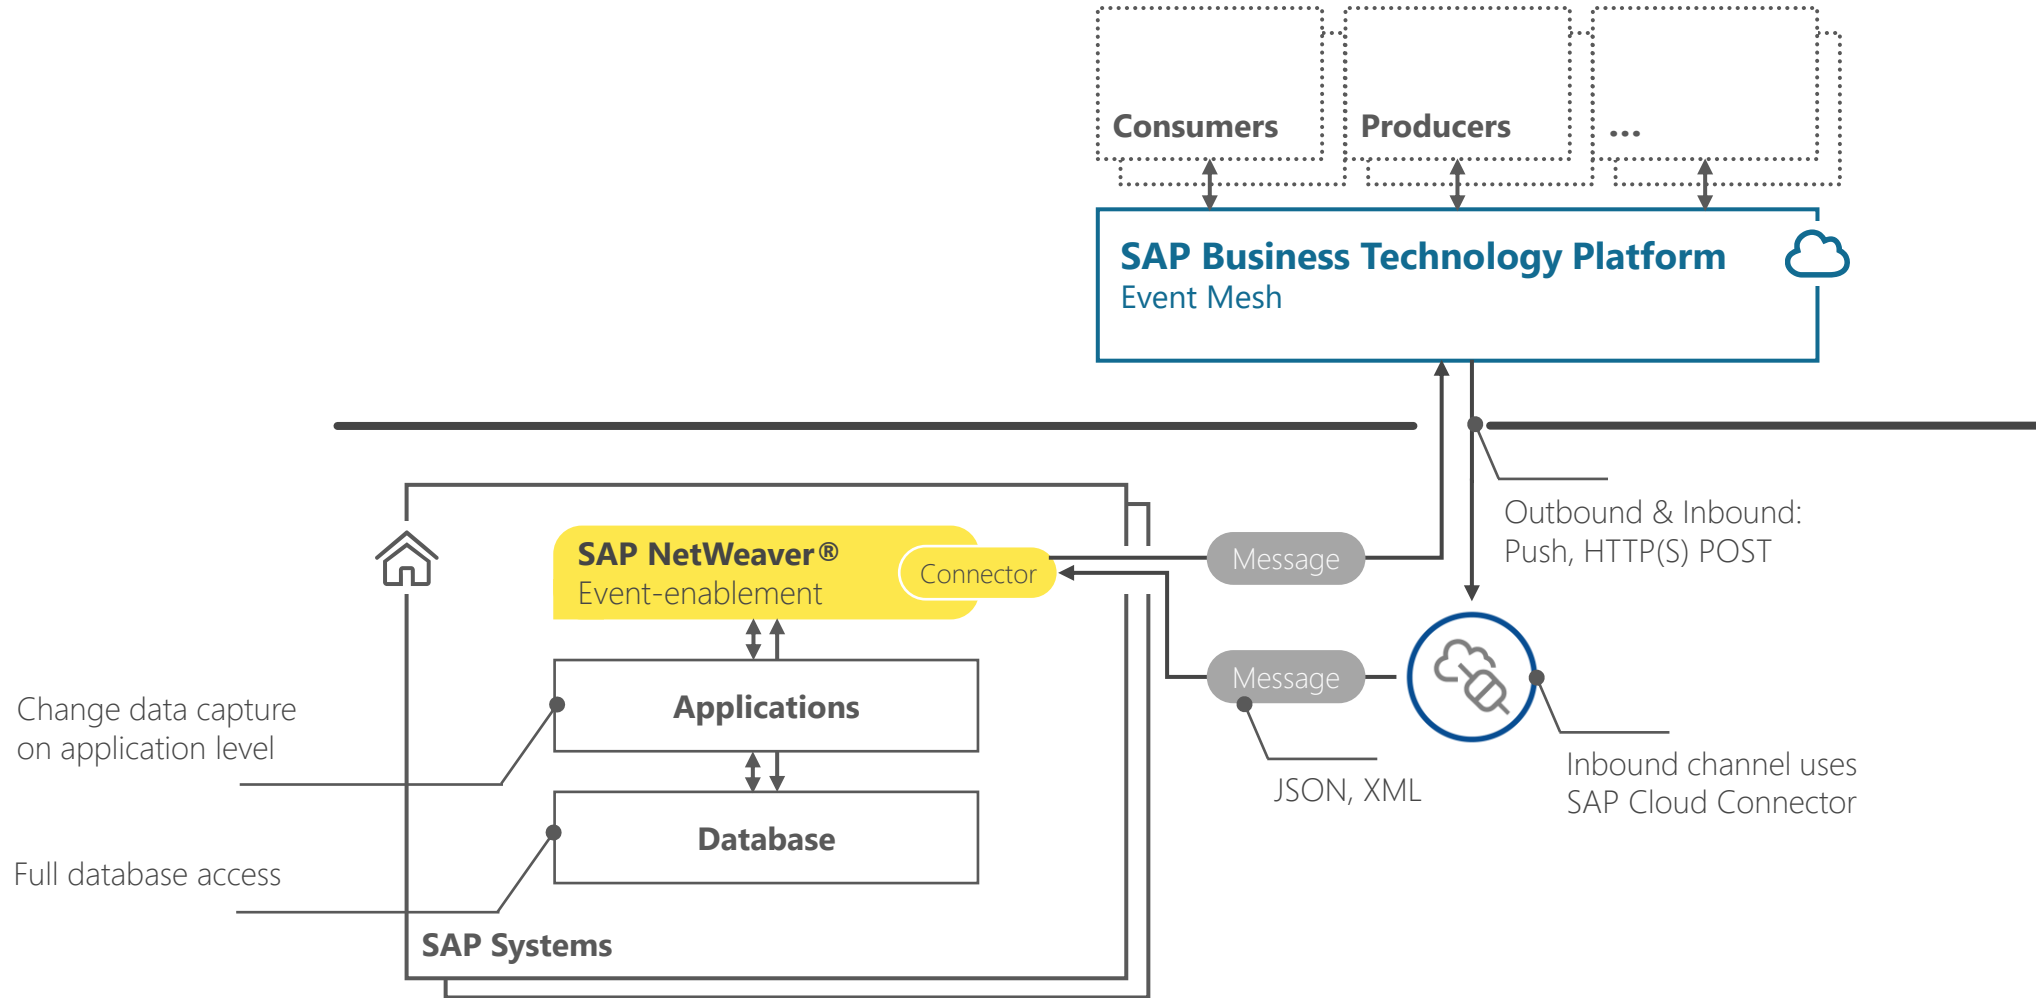 Consumers
Producers
...
SAP Business Technology Platform
Event Mesh
Outbound & Inbound:
Push, HTTP(S) POST
SAP NetWeaver®
Event-enablement
Connector
Message
Message
Applications
Change data capture
on application level
JSON, XML
Inbound channel uses
SAP Cloud Connector
Database
Full database access
SAP Systems